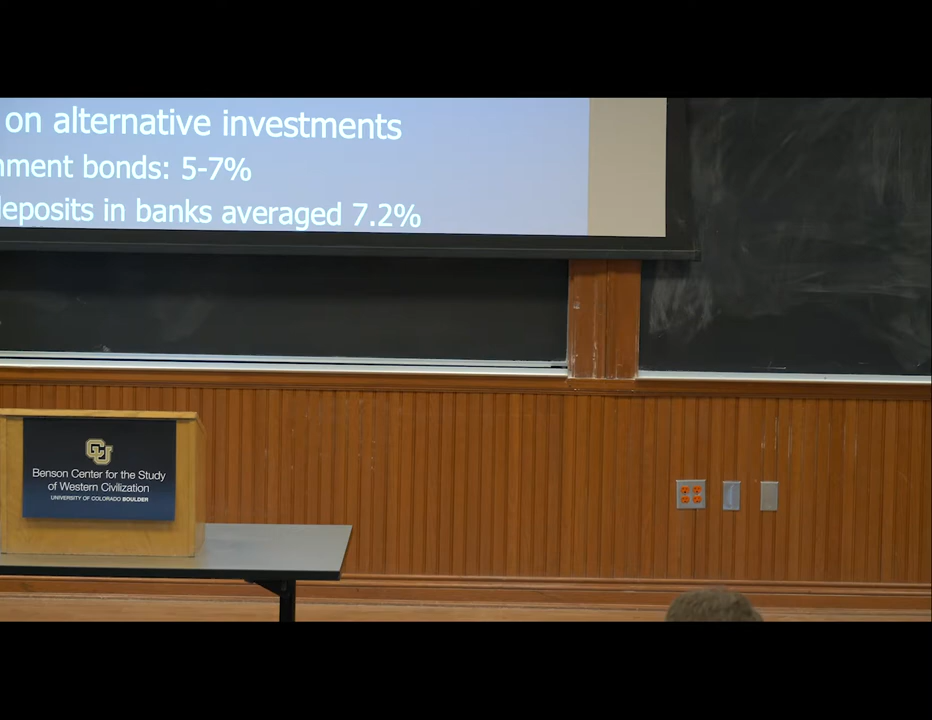 on alternative investments
nment bonds: 5-7%
deposits in banks averaged 7.2%
CU
Benson Center for the Study
of Western Civilization
UNIVERSITY OF COLORADO BOULDER